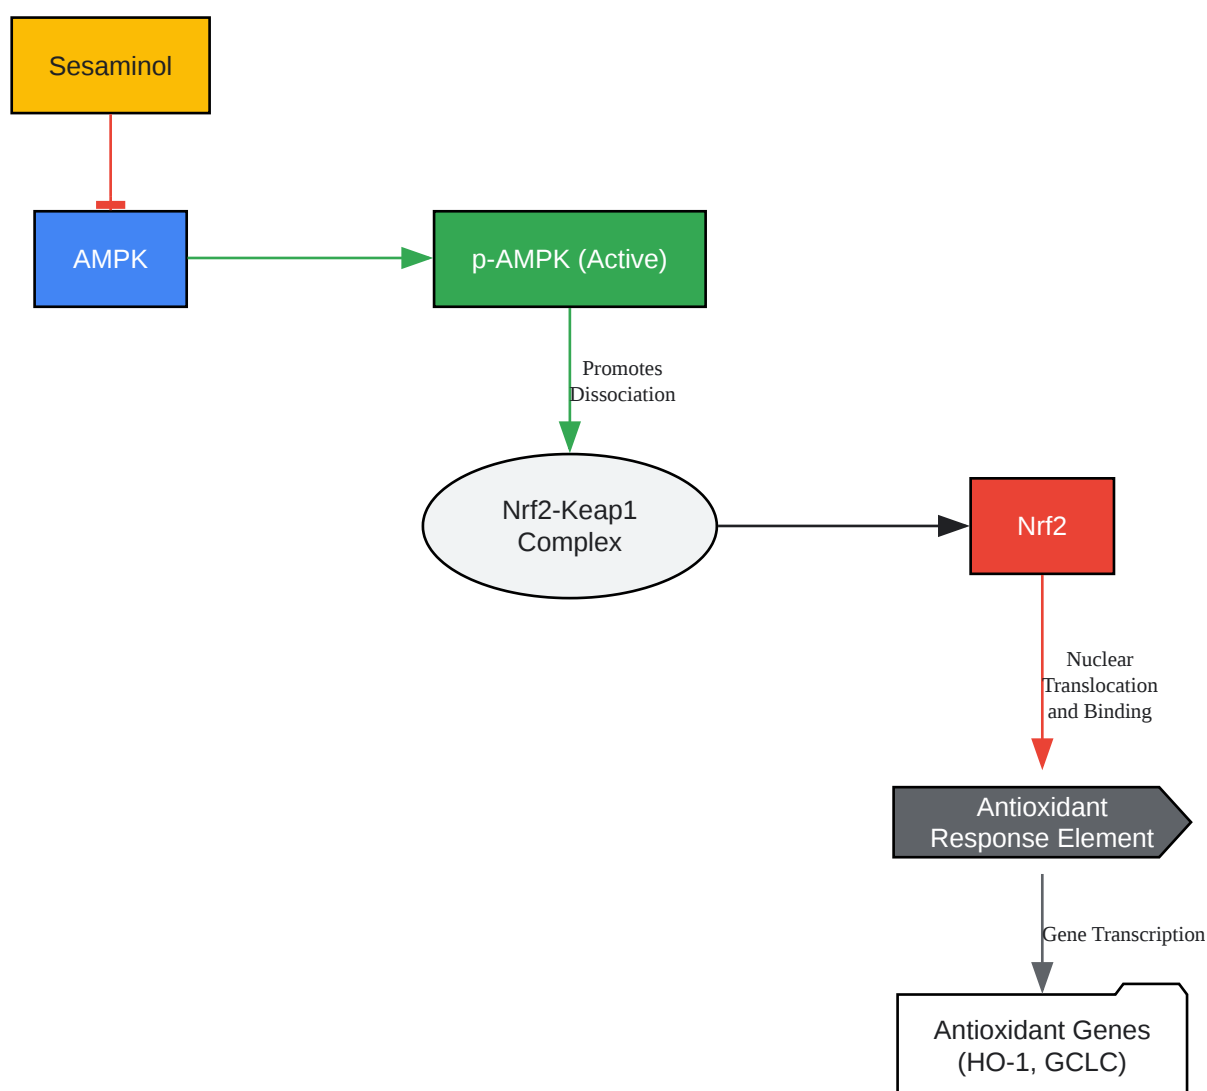 Sesaminol
AMPK
p-AMPK (Active)
Promotes
Dissociation
Nrf2-Keap1
Complex
Nrf2
Nuclear
Translocation
and Binding
Antioxidant
Response Element
Gene Transcription
Antioxidant Genes
(HO-1, GCLC)